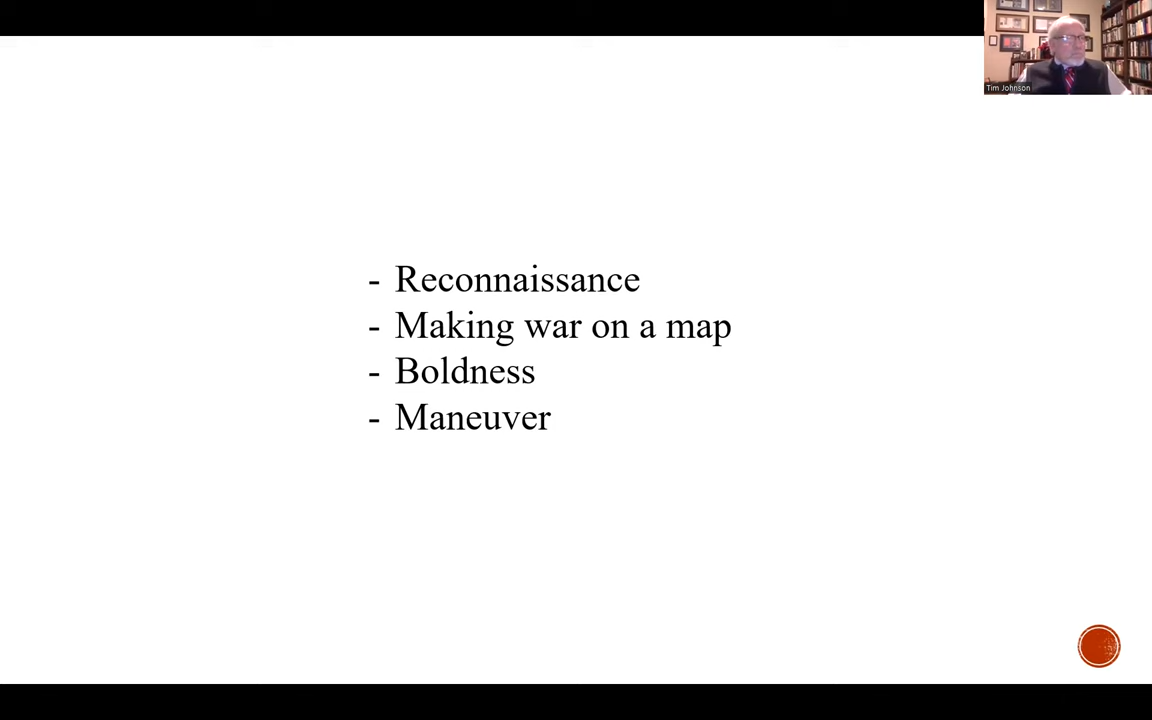 Tim Johnson
- Reconnaissance
- Making war on a map
- Boldness
- Maneuver